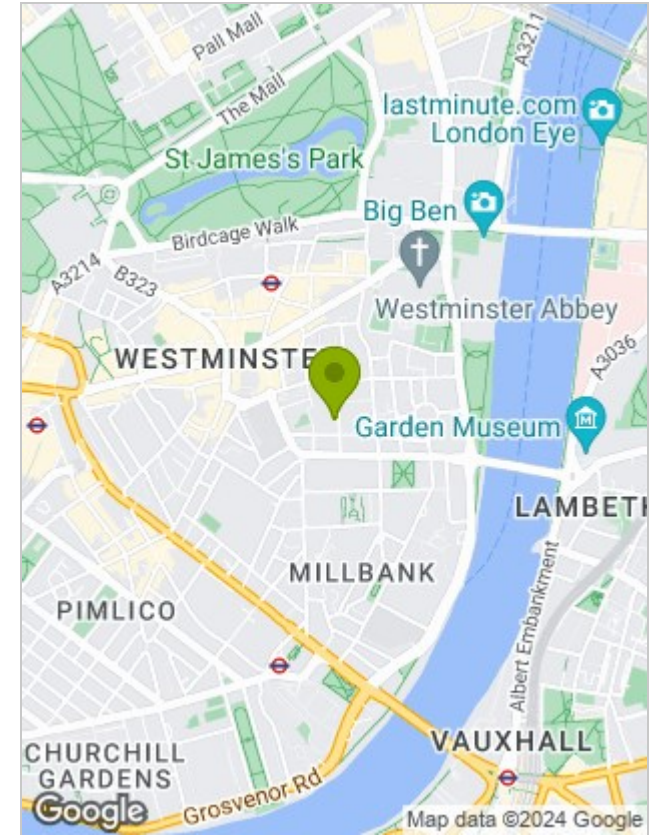 Pall Mall
A3211
The Mall
lastminute.com
London Eye
St James's Park
Big Ben
Birdcage Walk
A3214
B323
Westminster Abbey
WESTMINSTE
A3036
Garden Museum
LAMBETH
MILLBANK
PIMLICO
Albert Embankment
VAUXHALL
CHURCHILL
GARDENS
Grosvenor Rd
Google
Map data ©2024 Google